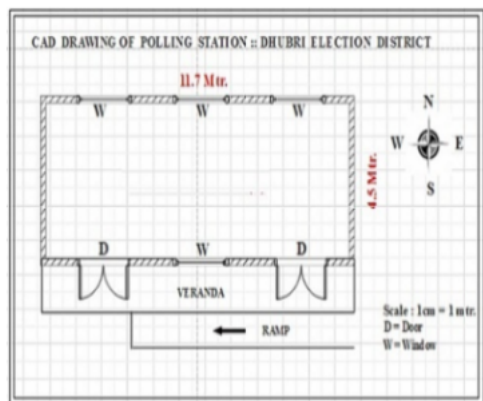 CAD DRAWING OF POLLING STATION :: DHUBRI ELECTION DISTRICT
11.7 Mtr.
W W W
N
W E
S
4.5 Mtr.
D W D
VERANDA
RAMP
Scale : 1cm = 1 mtr.
D = Door
W = Window